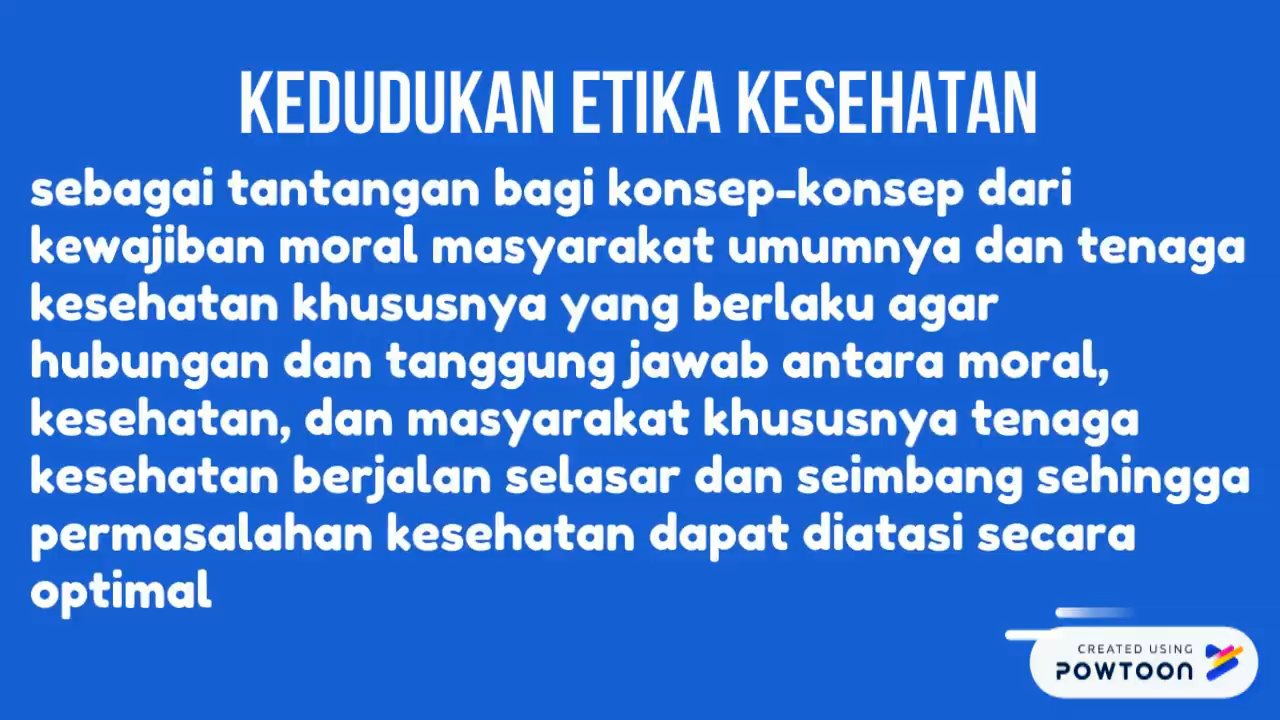 KEDUDUKAN ETIKA KESEHATAN
sebagai tantangan bagi konsep-konsep dari
kewajiban moral masyarakat umumnya dan tenaga
kesehatan khususnya yang berlaku agar
hubungan dan tanggung jawab antara moral,
kesehatan, dan masyarakat khususnya tenaga
kesehatan berjalan selasar dan seimbang sehingga
permasalahan kesehatan dapat diatasi secara
optimal
CREATED USING
POWTOON